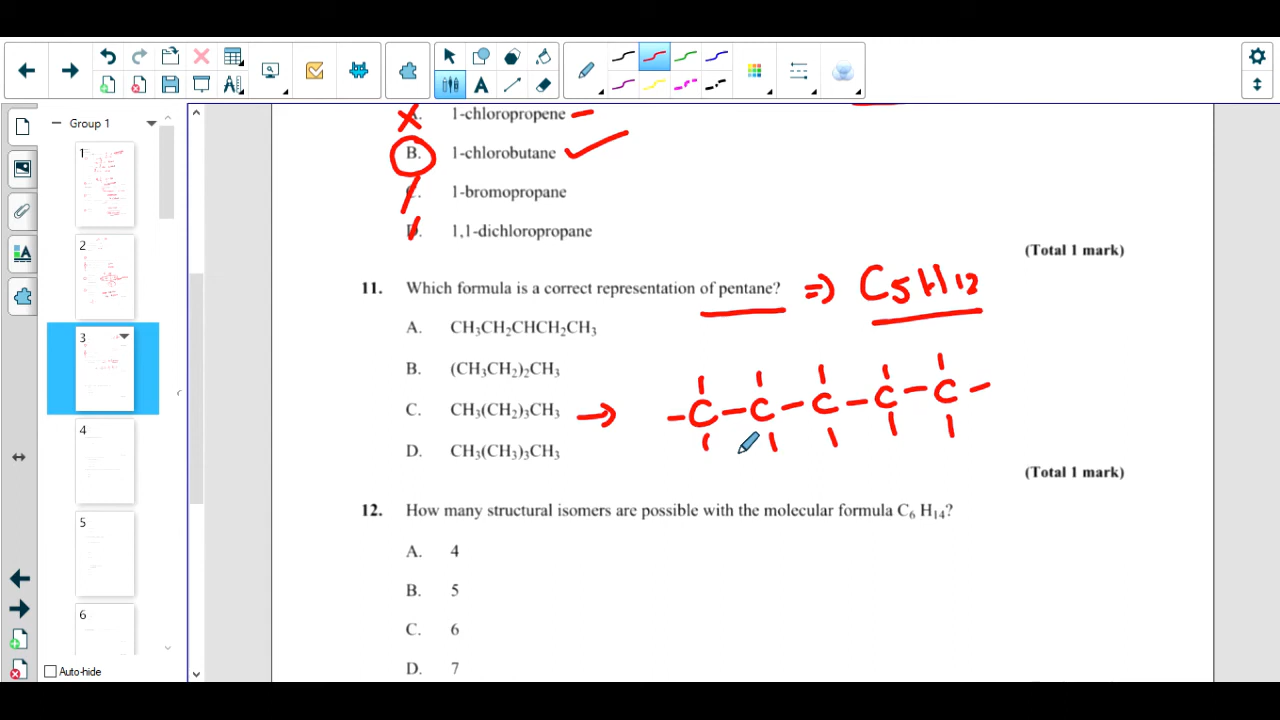 Group 1
1
2
3
4
5
6
Auto-hide
A. 1-chloropropene
B. 1-chlorobutane
C. 1-bromopropane
D. 1,1-dichloropropane
(Total 1 mark)
11. Which formula is a correct representation of pentane? ⇒ C5H12
A. CH₃CH₂CHCH₂CH₃
B. (CH₃CH₂)₂CH₃
C. CH₃(CH₂)₃CH₃ →
-C-C-C-C-C-
D. CH₃(CH₃)₃CH₃
(Total 1 mark)
12. How many structural isomers are possible with the molecular formula C₆ H₁₄?
A. 4
B. 5
C. 6
D. 7